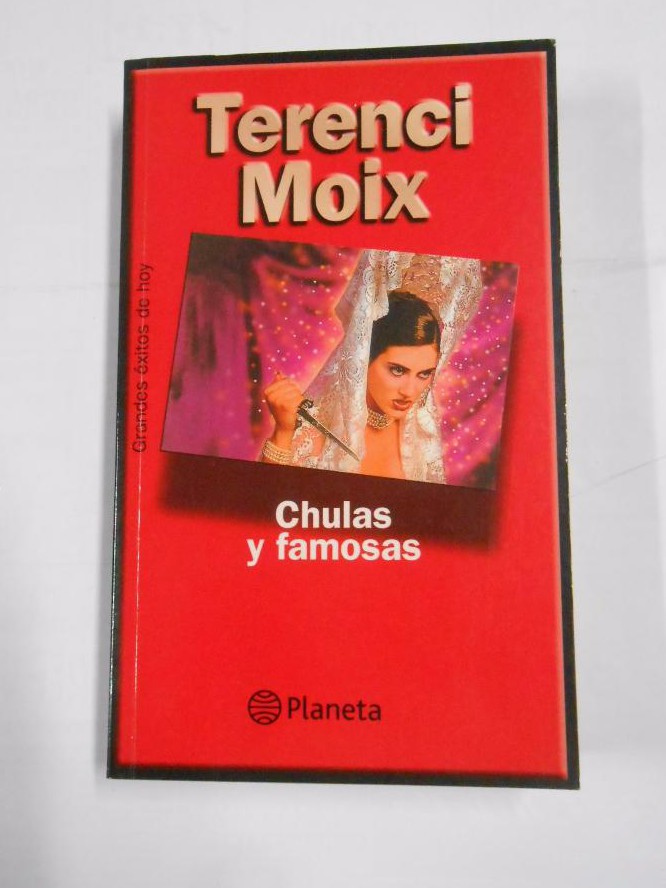 Terenci
Moix
Grandes éxitos de hoy
Chulas
y famosas
Planeta